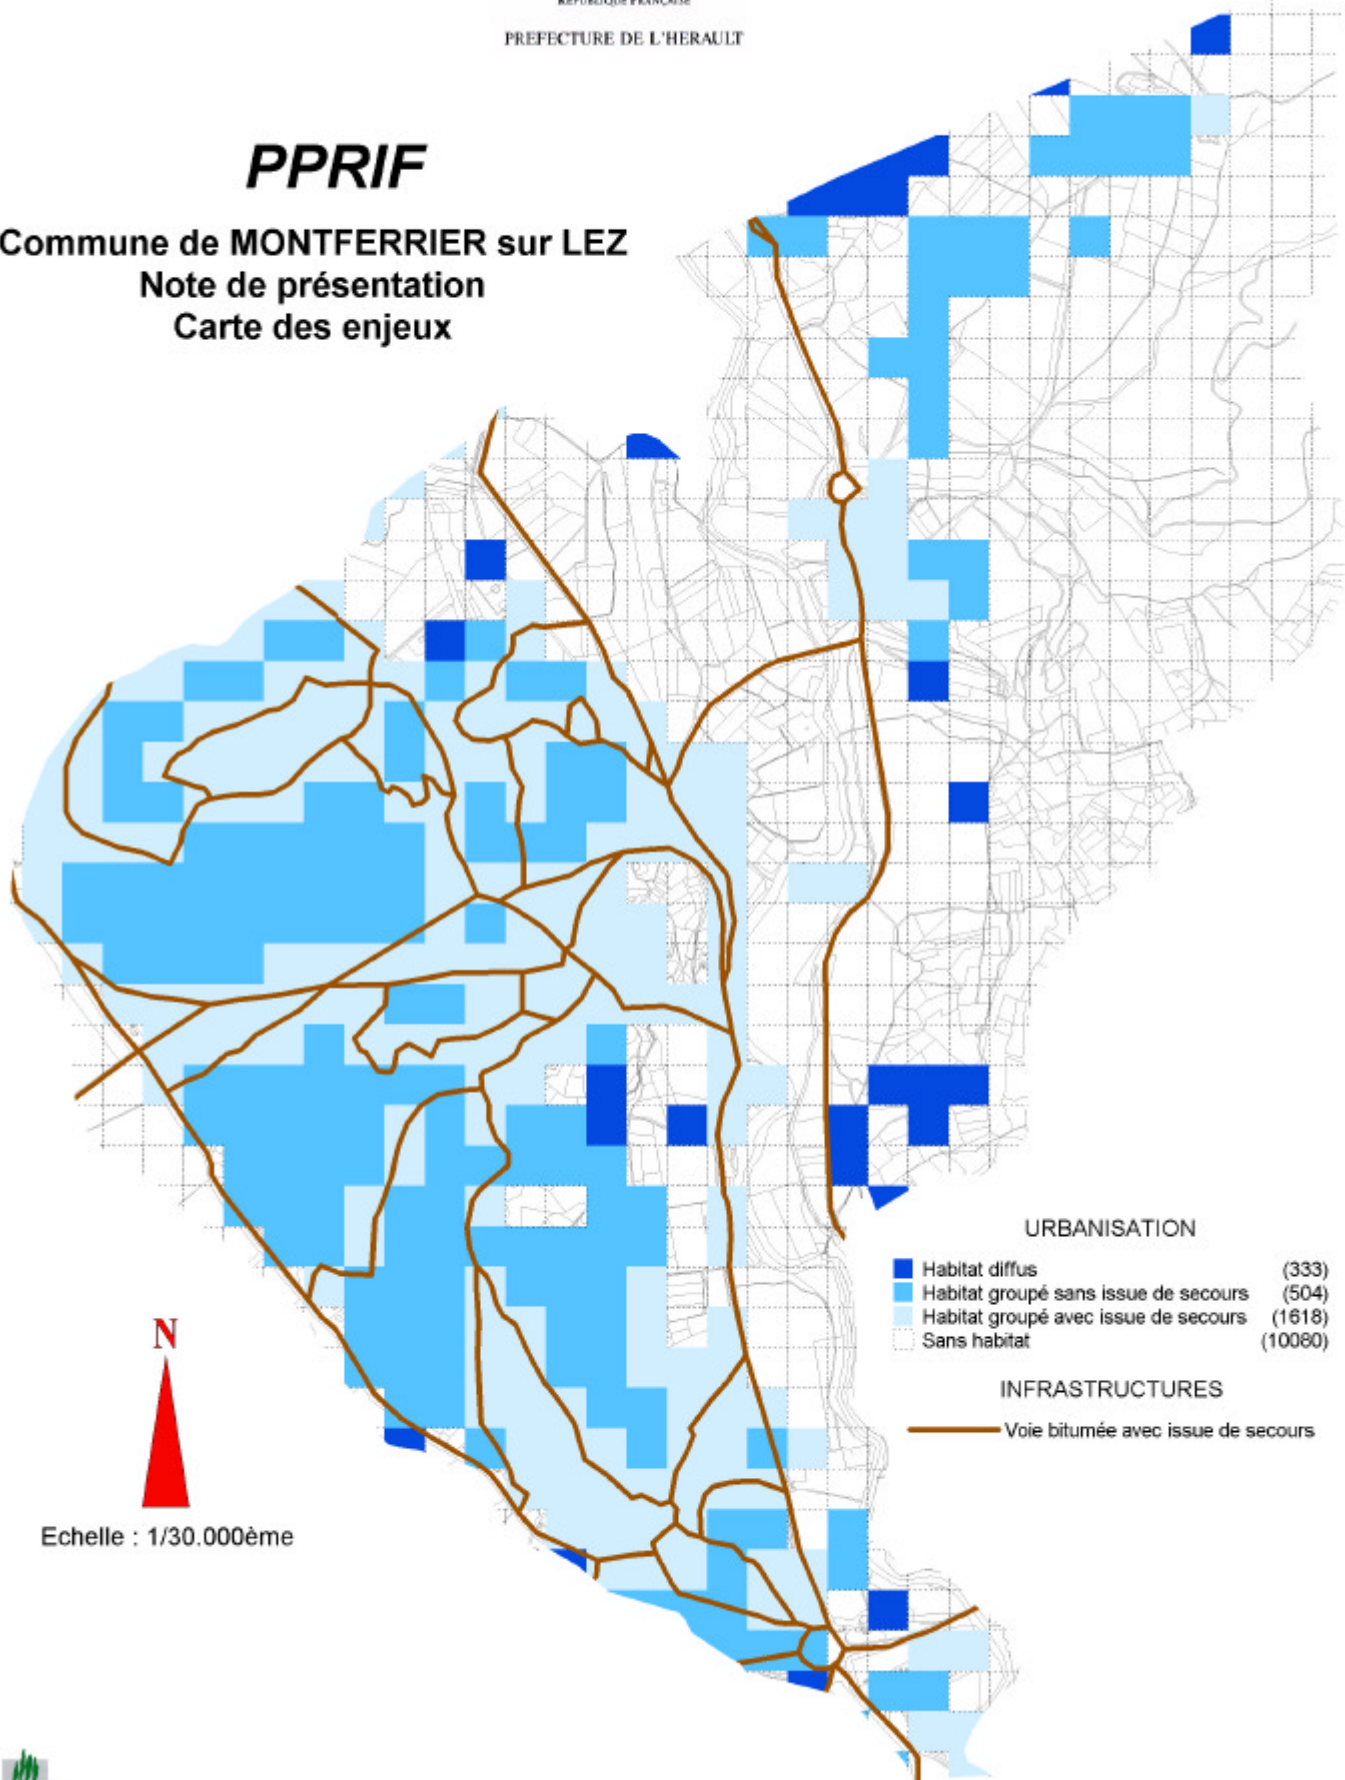 REPUBLIQUE FRANÇAISE
PREFECTURE DE L'HERAULT
PPRIF
Commune de MONTFERRIER sur LEZ
Note de présentation
Carte des enjeux
URBANISATION
Habitat diffus (333)
Habitat groupé sans issue de secours (504)
Habitat groupé avec issue de secours (1618)
Sans habitat (10080)
INFRASTRUCTURES
Voie bitumée avec issue de secours
N
Echelle : 1/30.000ème